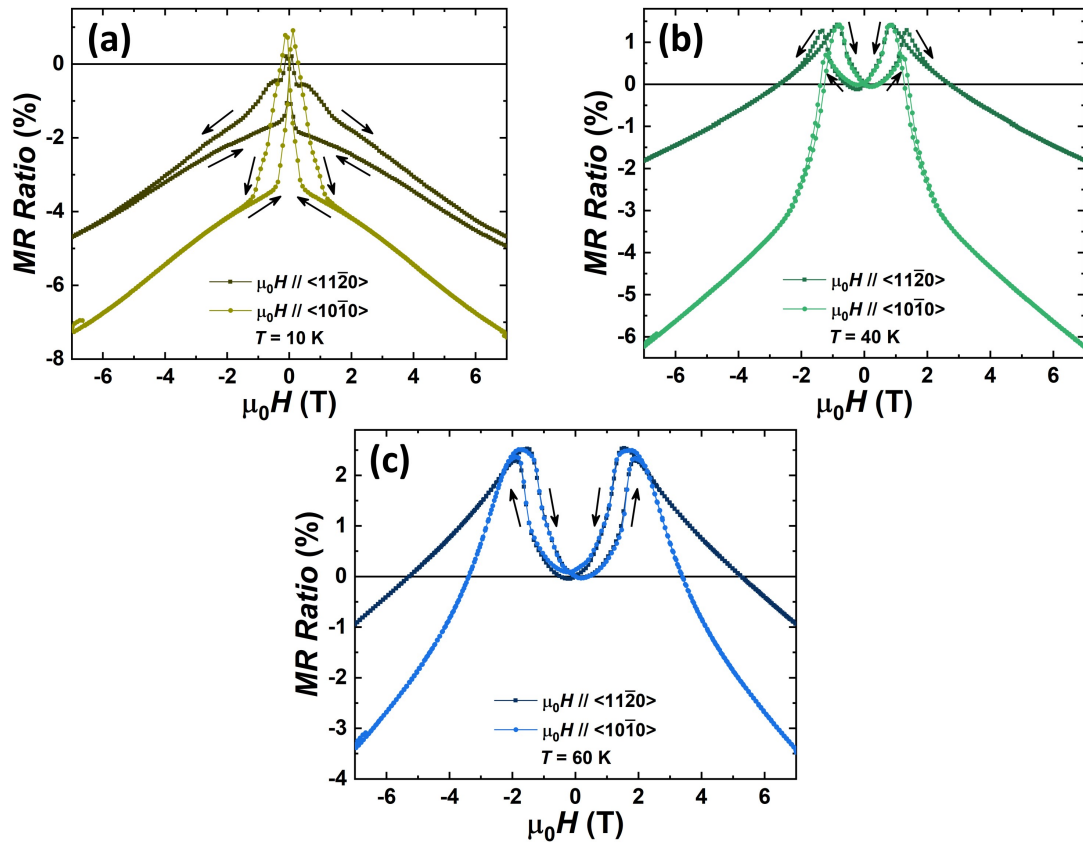 (a)
MR Ratio (%)
0
-2
-4
-6
-8
μ₀H // <112̅0>
μ₀H // <101̅0>
T = 10 K
-6 -4 -2 0 2 4 6
μ₀H (T)
(b)
MR Ratio (%)
1
0
-1
-2
-3
-4
-5
-6
μ₀H // <112̅0>
μ₀H // <101̅0>
T = 40 K
-6 -4 -2 0 2 4 6
μ₀H (T)
(c)
MR Ratio (%)
2
1
0
-1
-2
-3
-4
μ₀H // <112̅0>
μ₀H // <101̅0>
T = 60 K
-6 -4 -2 0 2 4 6
μ₀H (T)